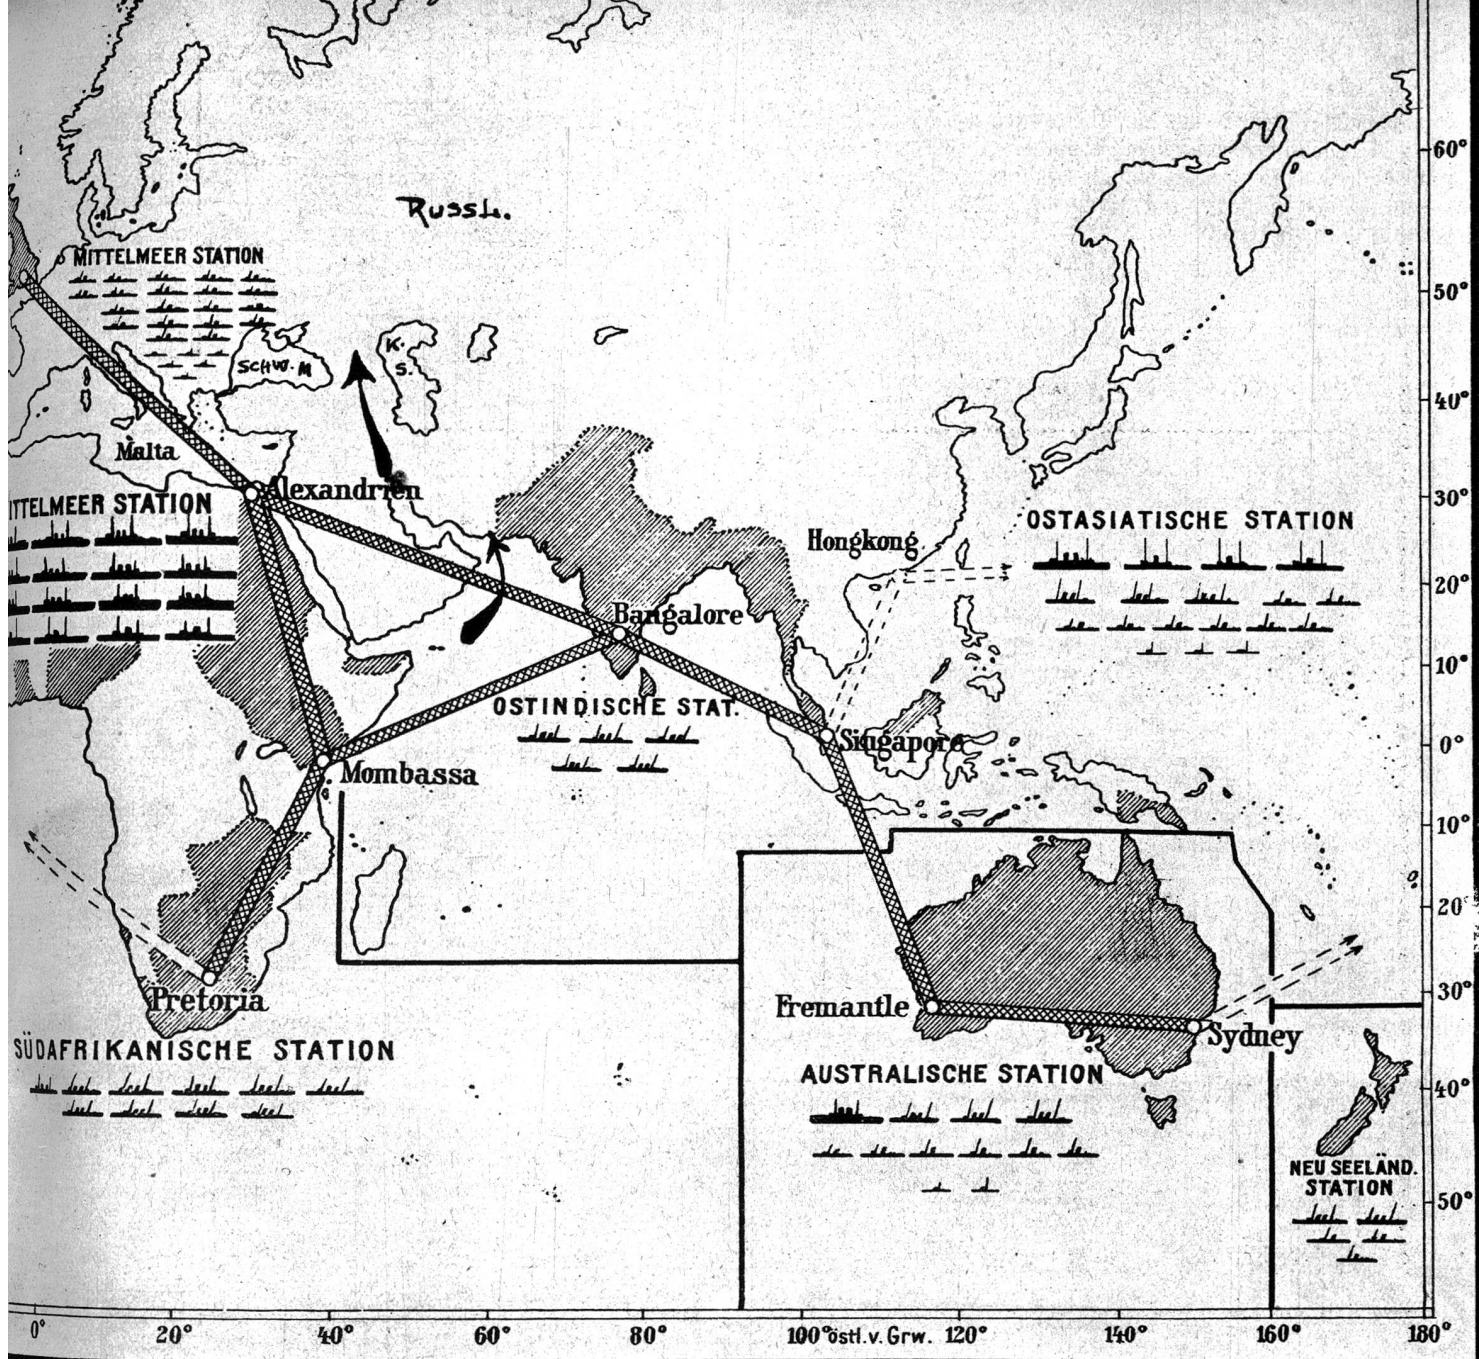 60°
Russl.
MITTELMEER STATION
50°
K.
S.
SCHW. M
40°
Malta
Alexandrien
30°
ITTELMEER STATION
OSTASIATISCHE STATION
Hongkong
20°
Bangalore
10°
OSTINDISCHE STAT.
Singapore
0°
Mombassa
10°
20°
Pretoria
30°
Fremantle
Sydney
SÜDAFRIKANISCHE STATION
AUSTRALISCHE STATION
40°
NEU SEELÄND.
STATION
50°
0° 20° 40° 60° 80° 100° östl. v. Grw. 120° 140° 160° 180°